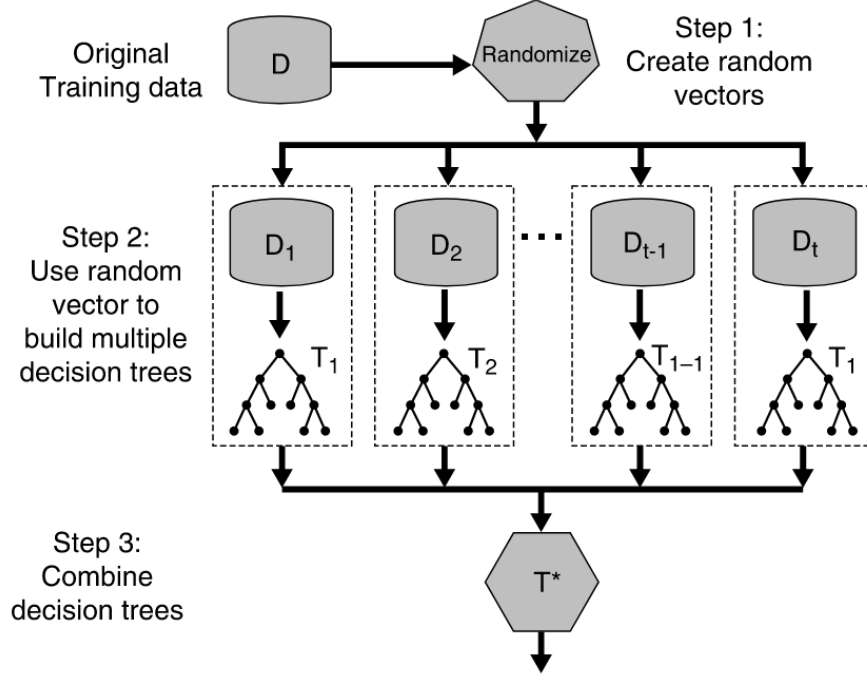 Original
Training data
D
Randomize
Step 1:
Create random
vectors
Step 2:
Use random
vector to
build multiple
decision trees
D1
D2
...
Dt-1
Dt
T1
T2
T1–1
T1
Step 3:
Combine
decision trees
T*